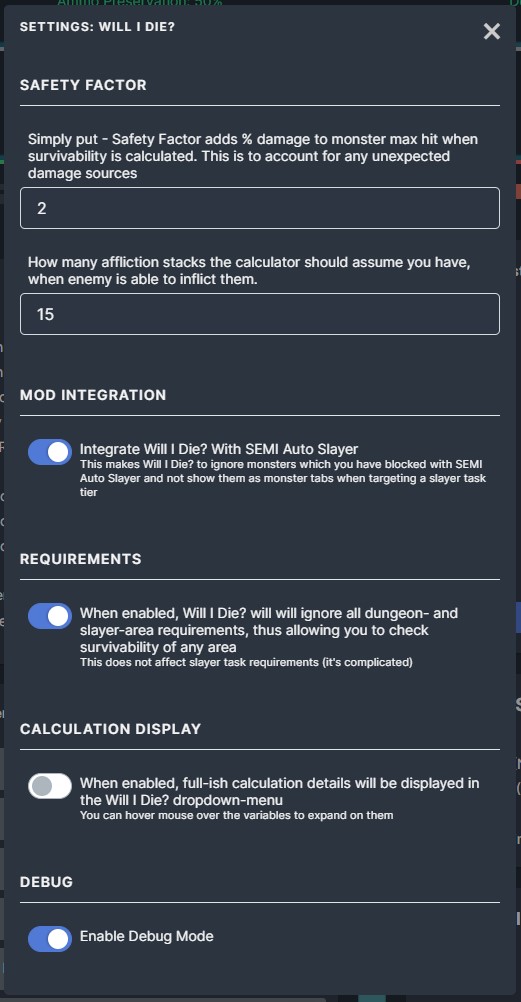 Ammo Preservation: 50%
SETTINGS: WILL I DIE?
SAFETY FACTOR
Simply put - Safety Factor adds % damage to monster max hit when
survivability is calculated. This is to account for any unexpected
damage sources
2
How many affliction stacks the calculator should assume you have,
when enemy is able to inflict them.
15
MOD INTEGRATION
Integrate Will I Die? With SEMI Auto Slayer
This makes Will I Die? to ignore monsters which you have blocked with SEMI
Auto Slayer and not show them as monster tabs when targeting a slayer task
tier
REQUIREMENTS
When enabled, Will I Die? will will ignore all dungeon- and
slayer-area requirements, thus allowing you to check
survivability of any area
This does not affect slayer task requirements (it's complicated)
CALCULATION DISPLAY
When enabled, full-ish calculation details will be displayed in
the Will I Die? dropdown-menu
You can hover mouse over the variables to expand on them
DEBUG
Enable Debug Mode